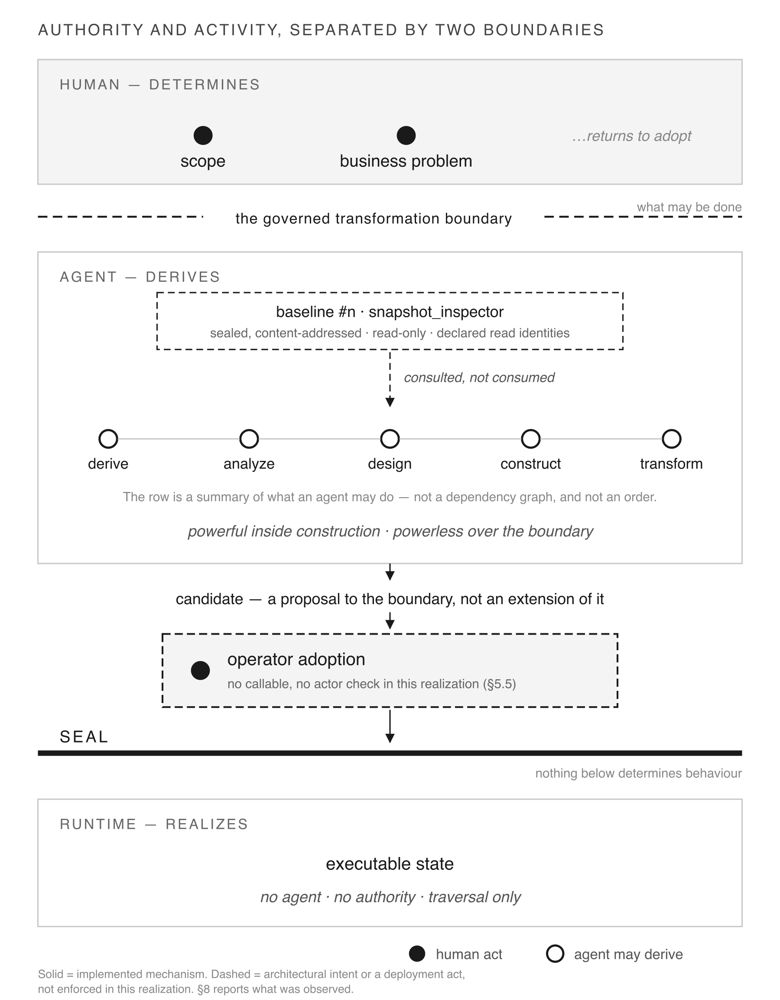 AUTHORITY AND ACTIVITY, SEPARATED BY TWO BOUNDARIES
HUMAN — DETERMINES
scope
business problem
…returns to adopt
what may be done
the governed transformation boundary
AGENT — DERIVES
baseline #n · snapshot_inspector
sealed, content-addressed · read-only · declared read identities
consulted, not consumed
derive
analyze
design
construct
transform
The row is a summary of what an agent may do — not a dependency graph, and not an order.
powerful inside construction · powerless over the boundary
candidate — a proposal to the boundary, not an extension of it
operator adoption
no callable, no actor check in this realization (§5.5)
SEAL
nothing below determines behaviour
RUNTIME — REALIZES
executable state
no agent · no authority · traversal only
human act
agent may derive
Solid = implemented mechanism. Dashed = architectural intent or a deployment act,
not enforced in this realization. §8 reports what was observed.